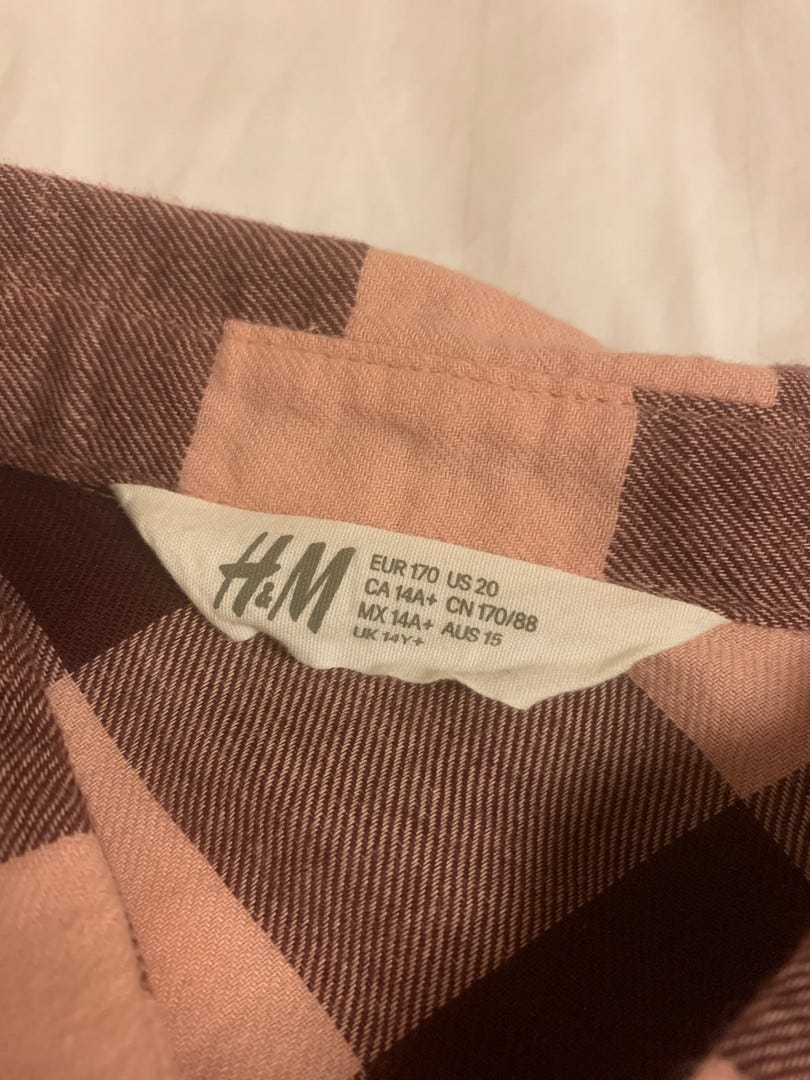 H&M
EUR 170 US 20
CA 14A+ CN 170/88
MX 14A+ AUS 15
UK 14Y+